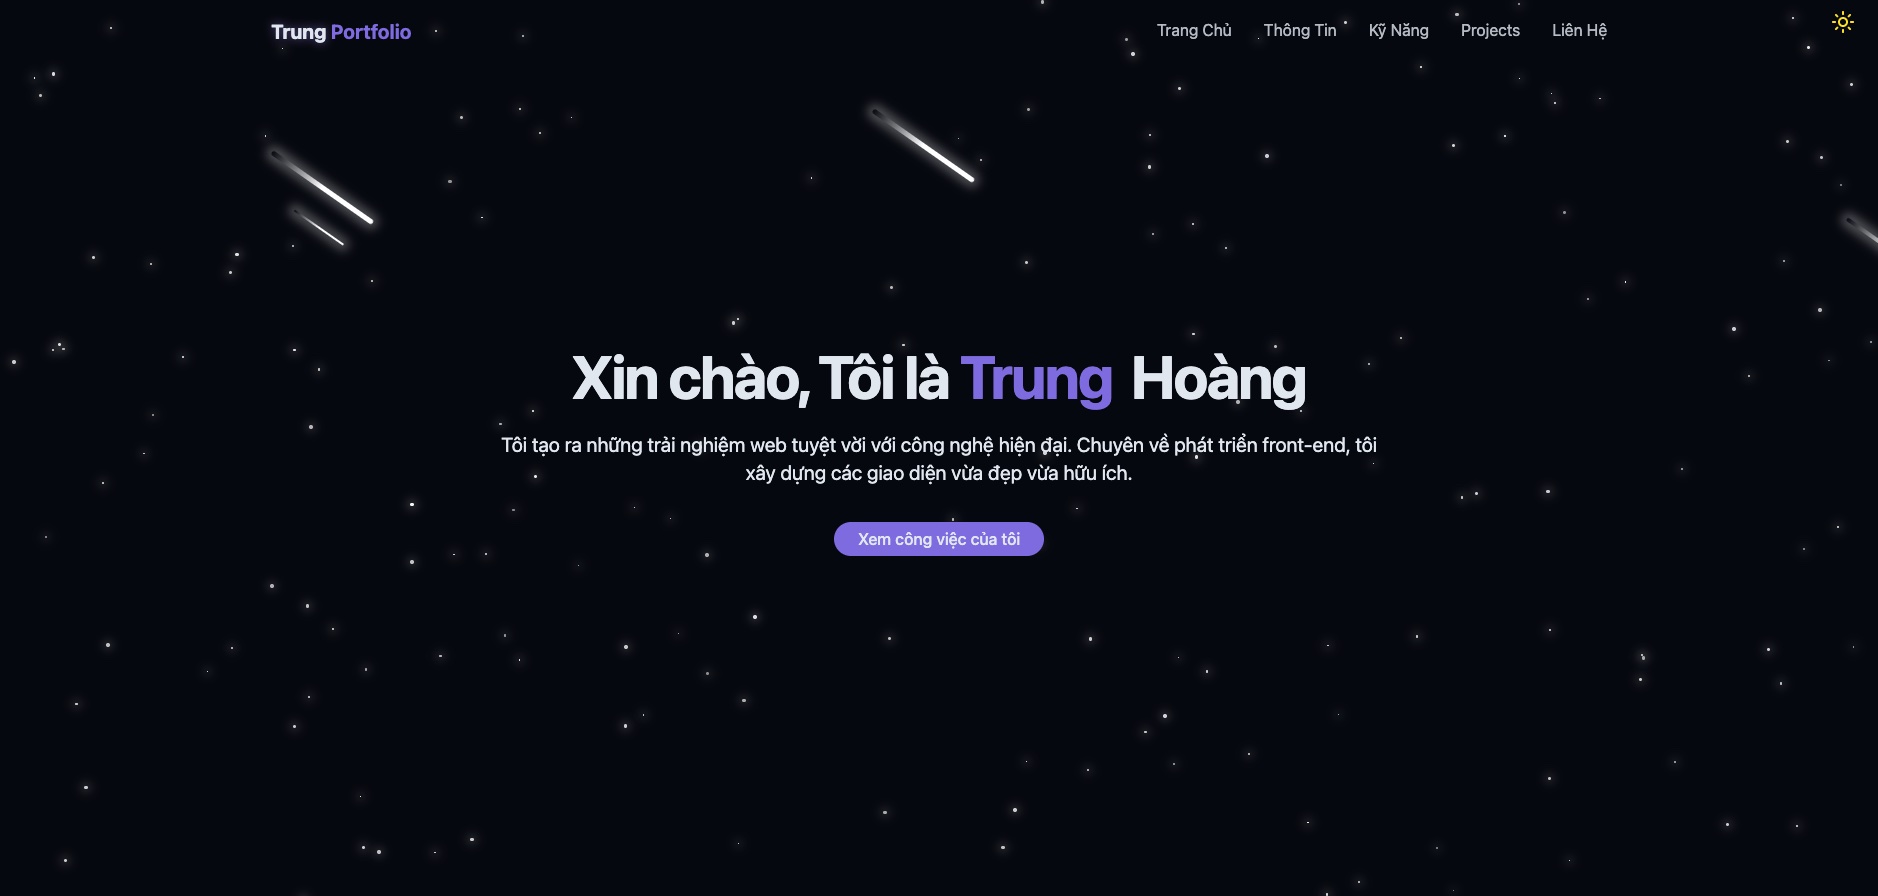 Trung Portfolio
Trang Chủ
Thông Tin
Kỹ Năng
Projects
Liên Hệ
Xin chào, Tôi là Trung Hoàng
Tôi tạo ra những trải nghiệm web tuyệt vời với công nghệ hiện đại. Chuyên về phát triển front-end, tôi
xây dựng các giao diện vừa đẹp vừa hữu ích.
Xem công việc của tôi